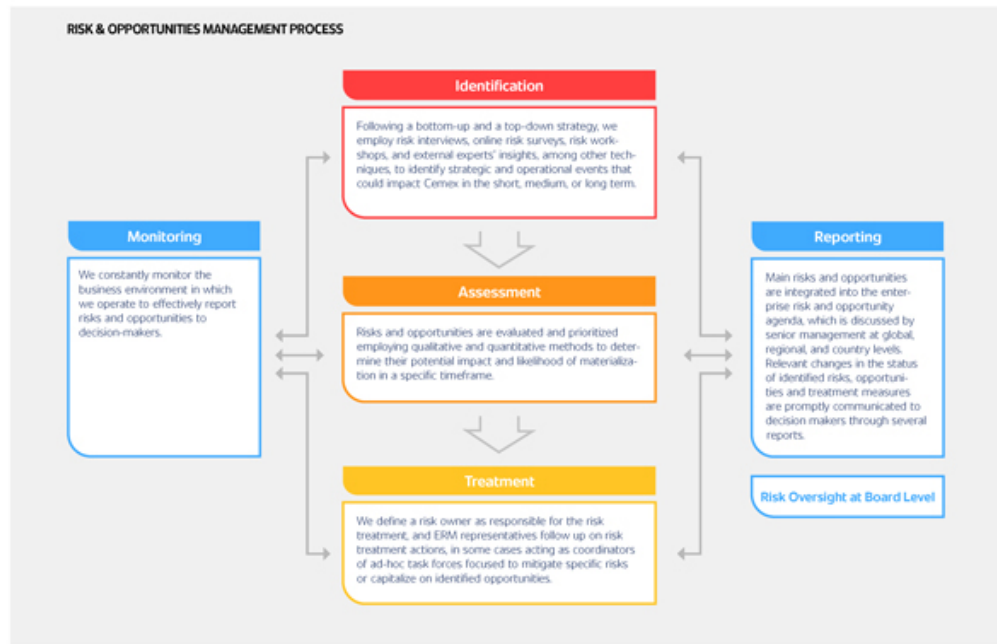 RISK & OPPORTUNITIES MANAGEMENT PROCESS
Identification
Following a bottom-up and a top-down strategy, we
employ risk interviews, online risk surveys, risk work-
shops, and external experts' insights, among other tech-
niques, to identify strategic and operational events that
could impact Cemex in the short, medium, or long term.
Monitoring
We constantly monitor the
business environment in which
we operate to effectively report
risks and opportunities to
decision-makers.
Assessment
Risks and opportunities are evaluated and prioritized
employing qualitative and quantitative methods to deter-
mine their potential impact and likelihood of materializa-
tion in a specific timeframe.
Treatment
We define a risk owner as responsible for the risk
treatment, and ERM representatives follow up on risk
treatment actions, in some cases acting as coordinators
of ad-hoc task forces focused to mitigate specific risks
or capitalize on identified opportunities.
Reporting
Main risks and opportunities
are integrated into the enter-
prise risk and opportunity
agenda, which is discussed by
senior management at global,
regional, and country levels.
Relevant changes in the status
of identified risks, opportuni-
ties and treatment measures
are promptly communicated to
decision makers through several
reports.
Risk Oversight at Board Level